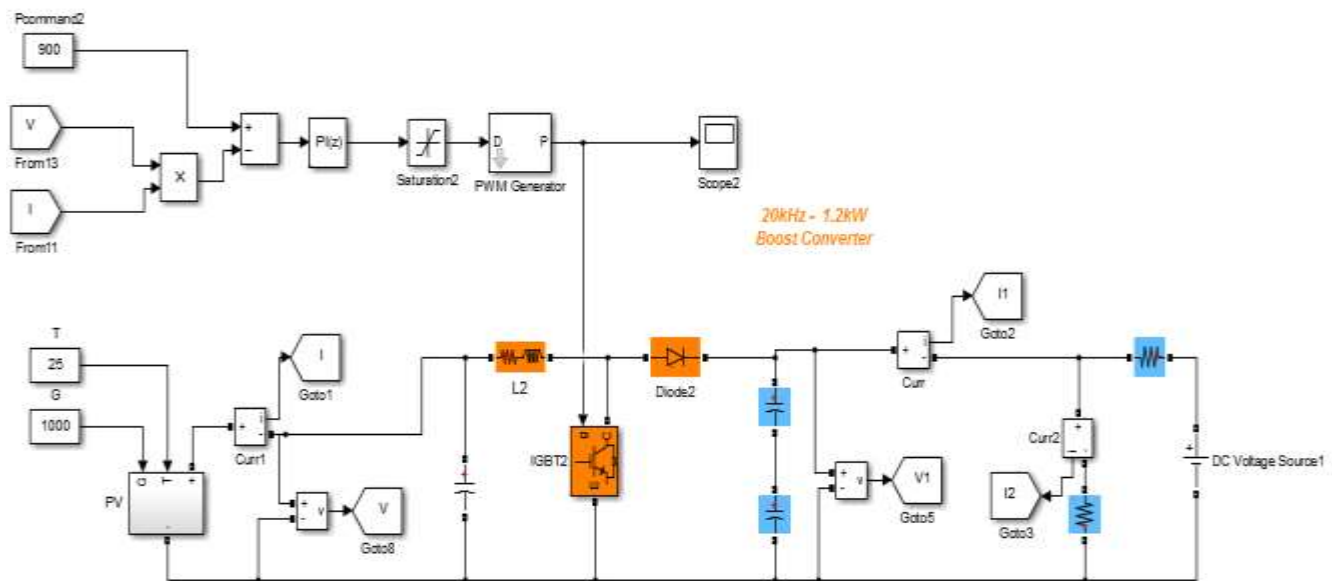 Pcommand2
900
V
From13
I
From11
X
+
−
PI(z)
Saturation2
D
P
PWM Generator
Scope2
20kHz - 1.2kW
Boost Converter
T
25
G
1000
G
T
+
-
PV
+
-
i
Curr1
I
Goto1
+
-
v
V
Goto8
L2
g
C
E
IGBT2
Diode2
+
-
v
V1
Goto5
+
-
i
Curr
I1
Goto2
+
-
i
Curr2
I2
Goto3
+
DC Voltage Source1